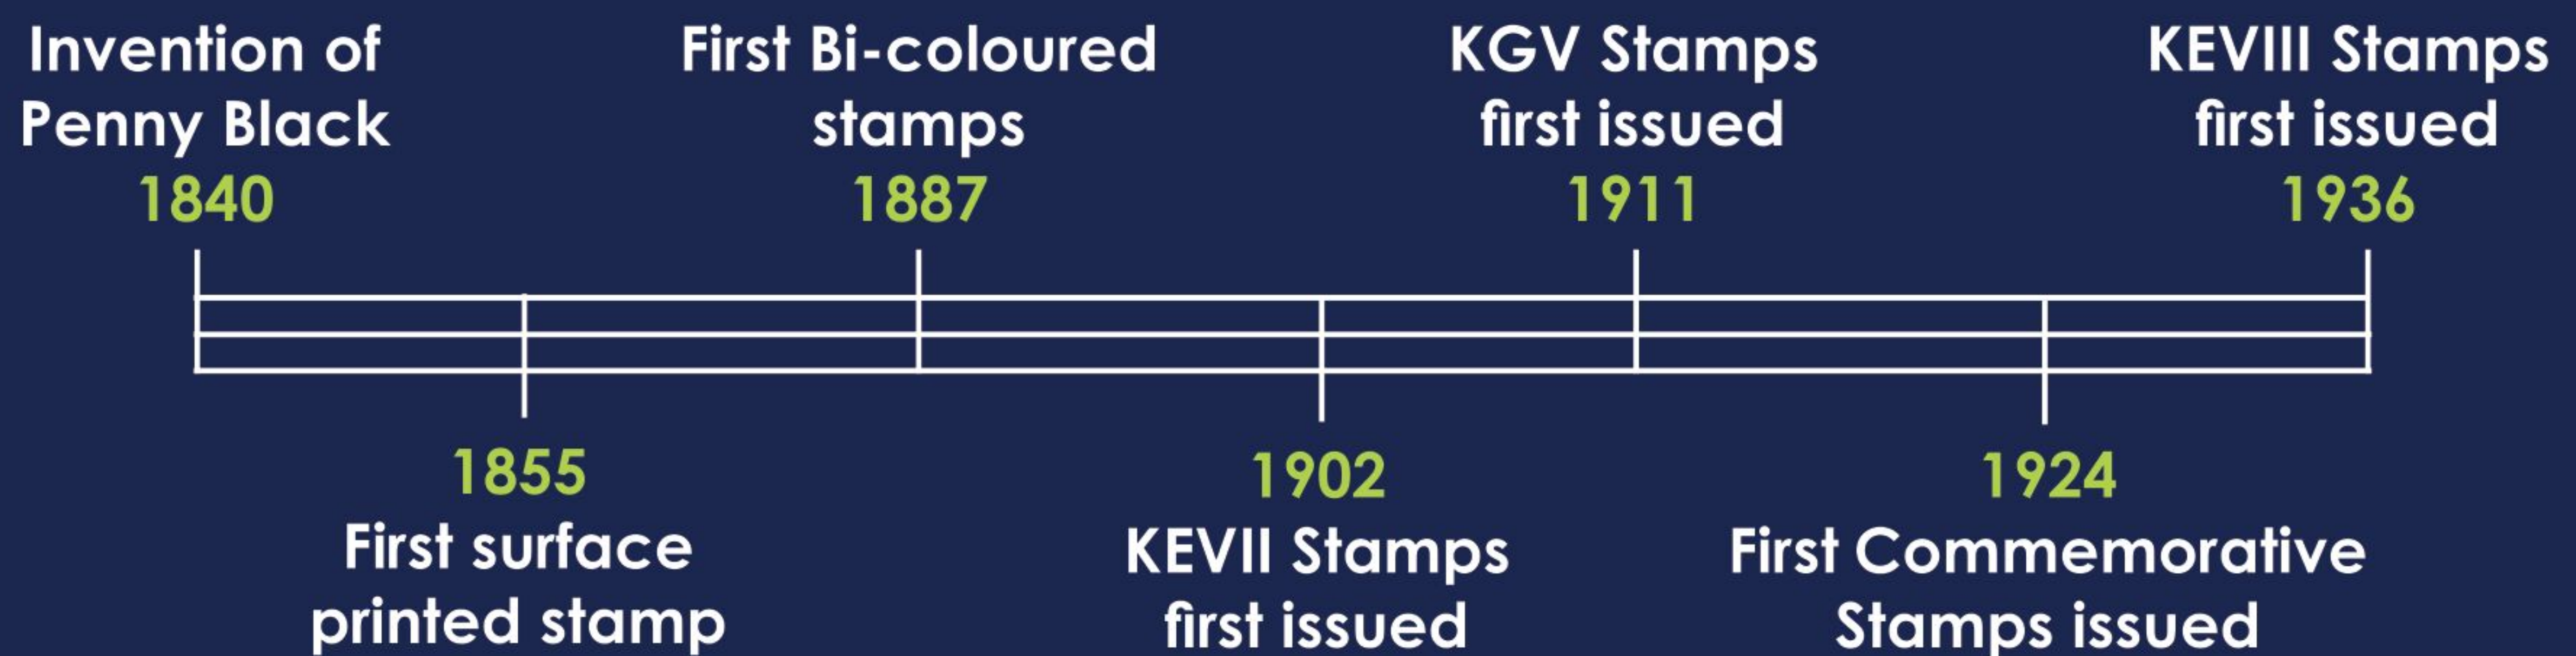 Invention of
Penny Black
1840
First Bi-coloured
stamps
1887
KGV Stamps
first issued
1911
KEVIII Stamps
first issued
1936
1855
First surface
printed stamp
1902
KEVII Stamps
first issued
1924
First Commemorative
Stamps issued